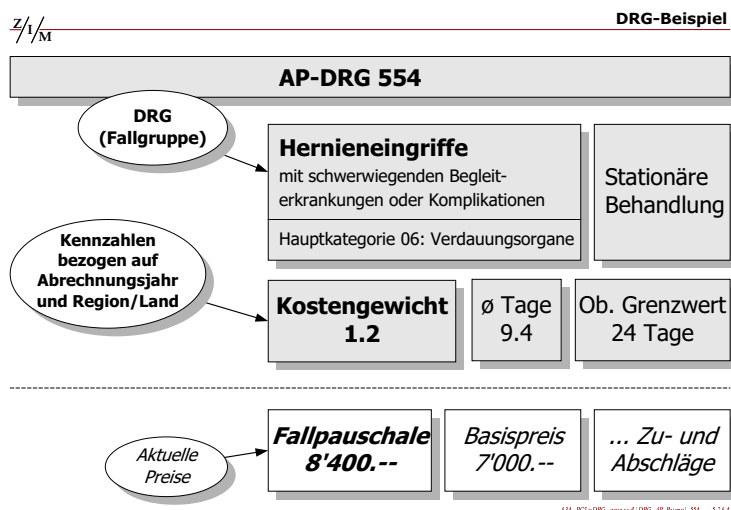 Z/I/M
DRG-Beispiel
AP-DRG 554
DRG
(Fallgruppe)
Hernieneingriffe
mit schwerwiegenden Begleit-
erkrankungen oder Komplikationen
Hauptkategorie 06: Verdauungsorgane
Stationäre
Behandlung
Kennzahlen
bezogen auf
Abrechnungsjahr
und Region/Land
Kostengewicht
1.2
ø Tage
9.4
Ob. Grenzwert
24 Tage
Aktuelle
Preise
Fallpauschale
8'400.--
Basispreis
7'000.--
... Zu- und
Abschläge